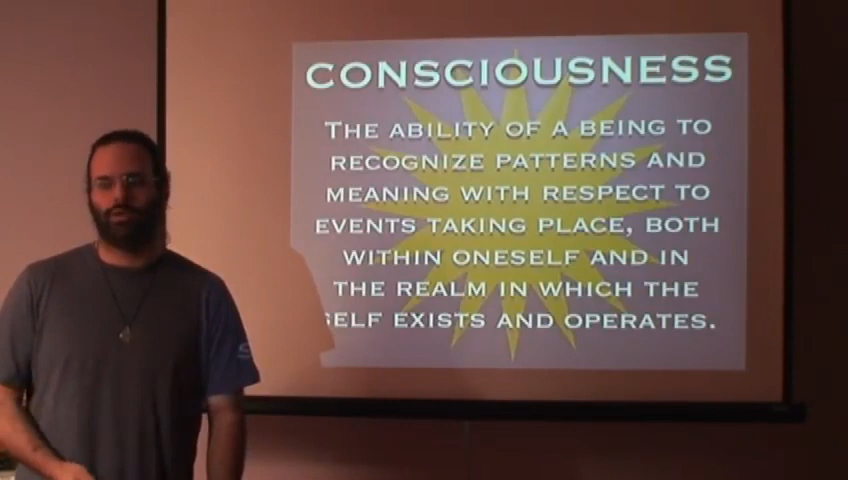 CONSCIOUSNESS
THE ABILITY OF A BEING TO
RECOGNIZE PATTERNS AND
MEANING WITH RESPECT TO
EVENTS TAKING PLACE, BOTH
WITHIN ONESELF AND IN
THE REALM IN WHICH THE
SELF EXISTS AND OPERATES.